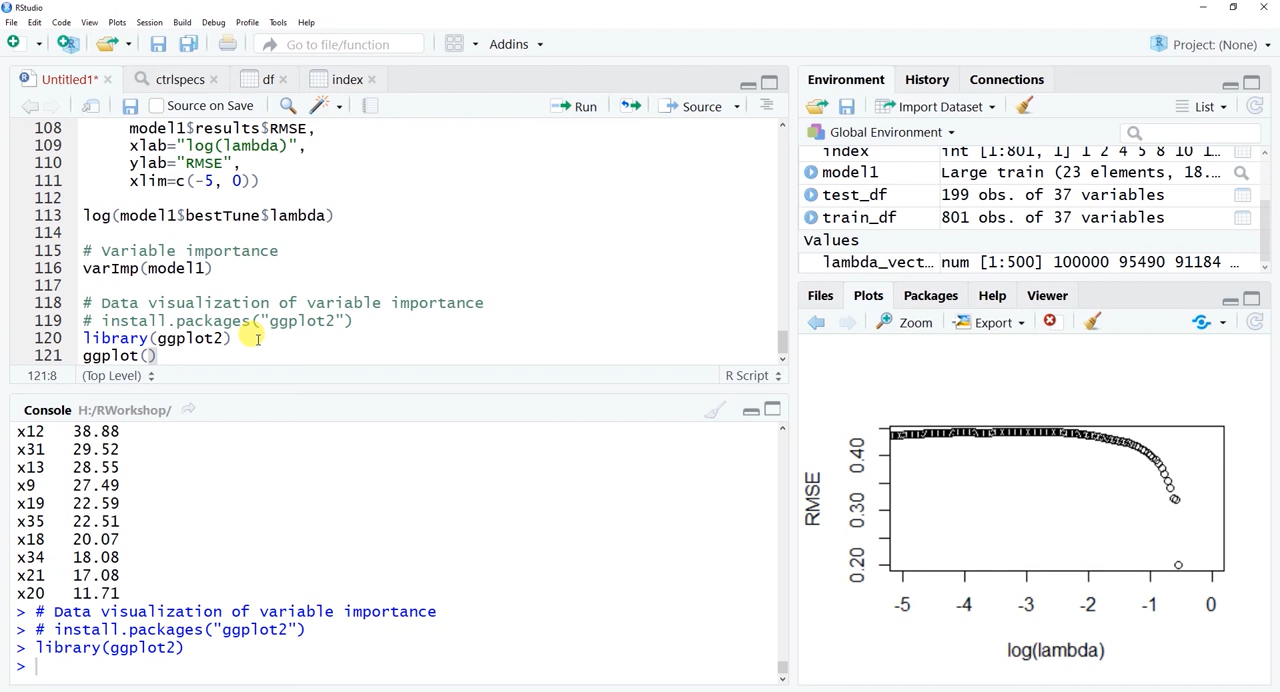 RStudio
File Edit Code View Plots Session Build Debug Profile Tools Help
Go to file/function Addins Project: (None)
Untitled1* ctrlspecs df index
Source on Save Run Source
108 model1$results$RMSE,
109 xlab="log(lambda)",
110 ylab="RMSE",
111 xlim=c(-5, 0))
112
113 log(model1$bestTune$lambda)
114
115 # Variable importance
116 varImp(model1)
117
118 # Data visualization of variable importance
119 # install.packages("ggplot2")
120 library(ggplot2)
121 ggplot()
121:8 (Top Level) R Script
Console H:/RWorkshop/
x12 38.88
x31 29.52
x13 28.55
x9 27.49
x19 22.59
x35 22.51
x18 20.07
x34 18.08
x21 17.08
x20 11.71
> # Data visualization of variable importance
> # install.packages("ggplot2")
> library(ggplot2)
>
Environment History Connections
Import Dataset List
Global Environment
index int [1:801, 1] 1 2 4 5 8 10 1…
model1 Large train (23 elements, 18.…
test_df 199 obs. of 37 variables
train_df 801 obs. of 37 variables
Values
lambda_vect… num [1:500] 100000 95490 91184 …
Files Plots Packages Help Viewer
Zoom Export
RMSE
0.40
0.30
0.20
-5 -4 -3 -2 -1 0
log(lambda)